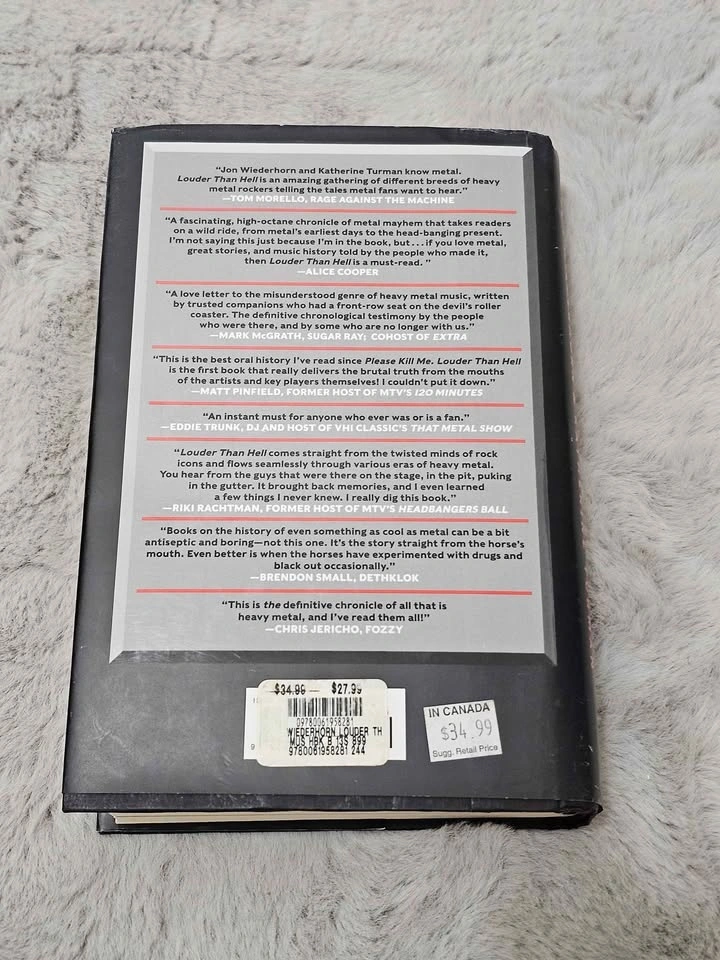 “Jon Wiederhorn and Katherine Turman know metal.
Louder Than Hell is an amazing gathering of different breeds of heavy
metal rockers telling the tales metal fans want to hear.”
—TOM MORELLO, RAGE AGAINST THE MACHINE
“A fascinating, high-octane chronicle of metal mayhem that takes readers
on a wild ride, from metal’s earliest days to the head-banging present.
I’m not saying this just because I’m in the book, but...if you love metal,
great stories, and music history told by the people who made it,
then Louder Than Hell is a must-read. ”
—ALICE COOPER
“A love letter to the misunderstood genre of heavy metal music, written
by trusted companions who had a front-row seat on the devil’s roller
coaster. The definitive chronological testimony by the people
who were there, and by some who are no longer with us.”
—MARK McGRATH, SUGAR RAY; COHOST OF EXTRA
“This is the best oral history I’ve read since Please Kill Me. Louder Than Hell
is the first book that really delivers the brutal truth from the mouths
of the artists and key players themselves! I couldn’t put it down.”
—MATT PINFIELD, FORMER HOST OF MTV’S 120 MINUTES
“An instant must for anyone who ever was or is a fan.”
—EDDIE TRUNK, DJ AND HOST OF VH1 CLASSIC’S THAT METAL SHOW
“Louder Than Hell comes straight from the twisted minds of rock
icons and flows seamlessly through various eras of heavy metal.
You hear from the guys that were there on the stage, in the pit, puking
in the gutter. It brought back memories, and I even learned
a few things I never knew. I really dig this book.”
—RIKI RACHTMAN, FORMER HOST OF MTV’S HEADBANGERS BALL
“Books on the history of even something as cool as metal can be a bit
antiseptic and boring—not this one. It’s the story straight from the horse’s
mouth. Even better is when the horses have experimented with drugs and
black out occasionally.”
—BRENDON SMALL, DETHKLOK
“This is the definitive chronicle of all that is
heavy metal, and I’ve read them all!”
—CHRIS JERICHO, FOZZY
$34.99 — $27.99
09780061958281
WIEDERHORN LOUDER TH
MUS HBK B 13S 899
9780061958281 244
IN CANADA
$34.99
Sugg. Retail Price